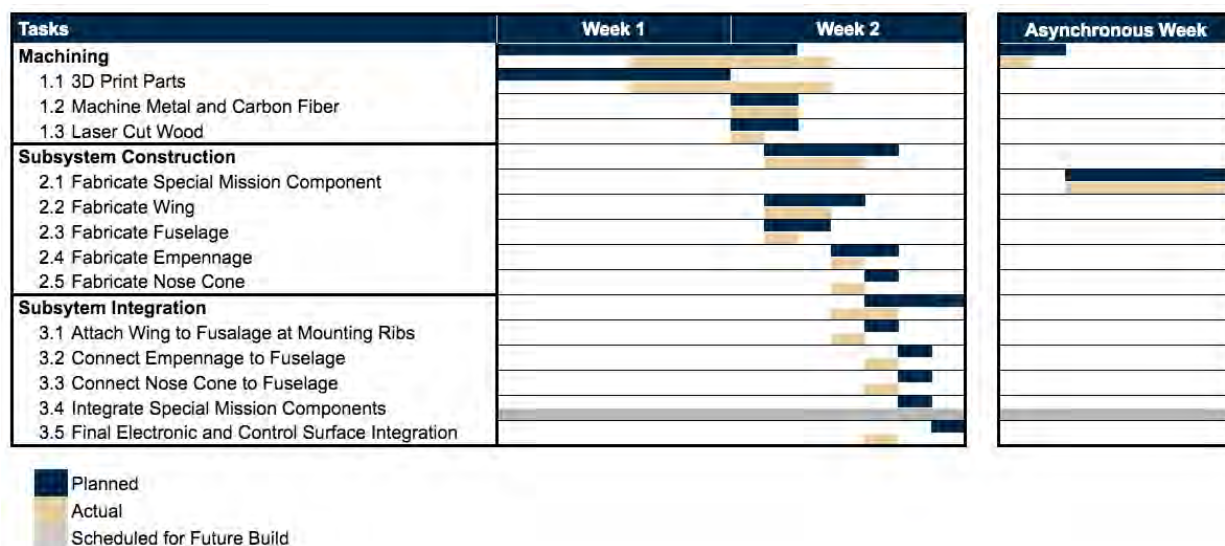 Tasks Week 1 Week 2 Asynchronous Week
Machining
1.1 3D Print Parts
1.2 Machine Metal and Carbon Fiber
1.3 Laser Cut Wood
Subsystem Construction
2.1 Fabricate Special Mission Component
2.2 Fabricate Wing
2.3 Fabricate Fuselage
2.4 Fabricate Empennage
2.5 Fabricate Nose Cone
Subsytem Integration
3.1 Attach Wing to Fusalage at Mounting Ribs
3.2 Connect Empennage to Fuselage
3.3 Connect Nose Cone to Fuselage
3.4 Integrate Special Mission Components
3.5 Final Electronic and Control Surface Integration
Planned
Actual
Scheduled for Future Build